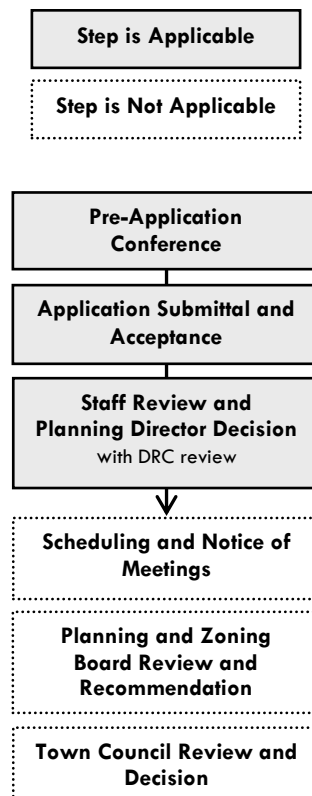 Step is Applicable
Step is Not Applicable
Pre-Application
Conference
Application Submittal and
Acceptance
Staff Review and
Planning Director Decision
with DRC review
Scheduling and Notice of
Meetings
Planning and Zoning
Board Review and
Recommendation
Town Council Review and
Decision